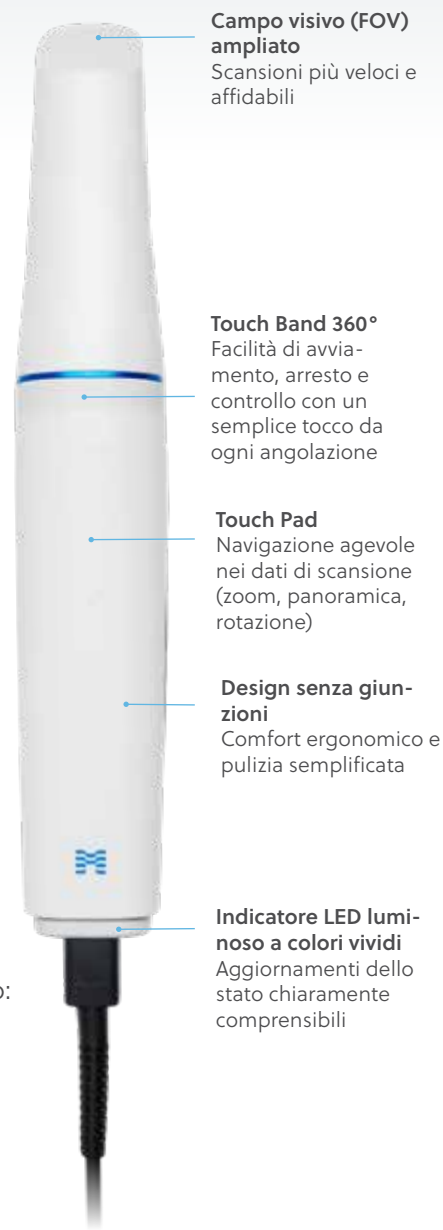 Campo visivo (FOV)
ampliato
Scansioni più veloci e
affidabili
Touch Band 360°
Facilità di avvia-
mento, arresto e
controllo con un
semplice tocco da
ogni angolazione
Touch Pad
Navigazione agevole
nei dati di scansione
(zoom, panoramica,
rotazione)
Design senza giun-
zioni
Comfort ergonomico e
pulizia semplificata
Indicatore LED lumi-
noso a colori vividi
Aggiornamenti dello
stato chiaramente
comprensibili